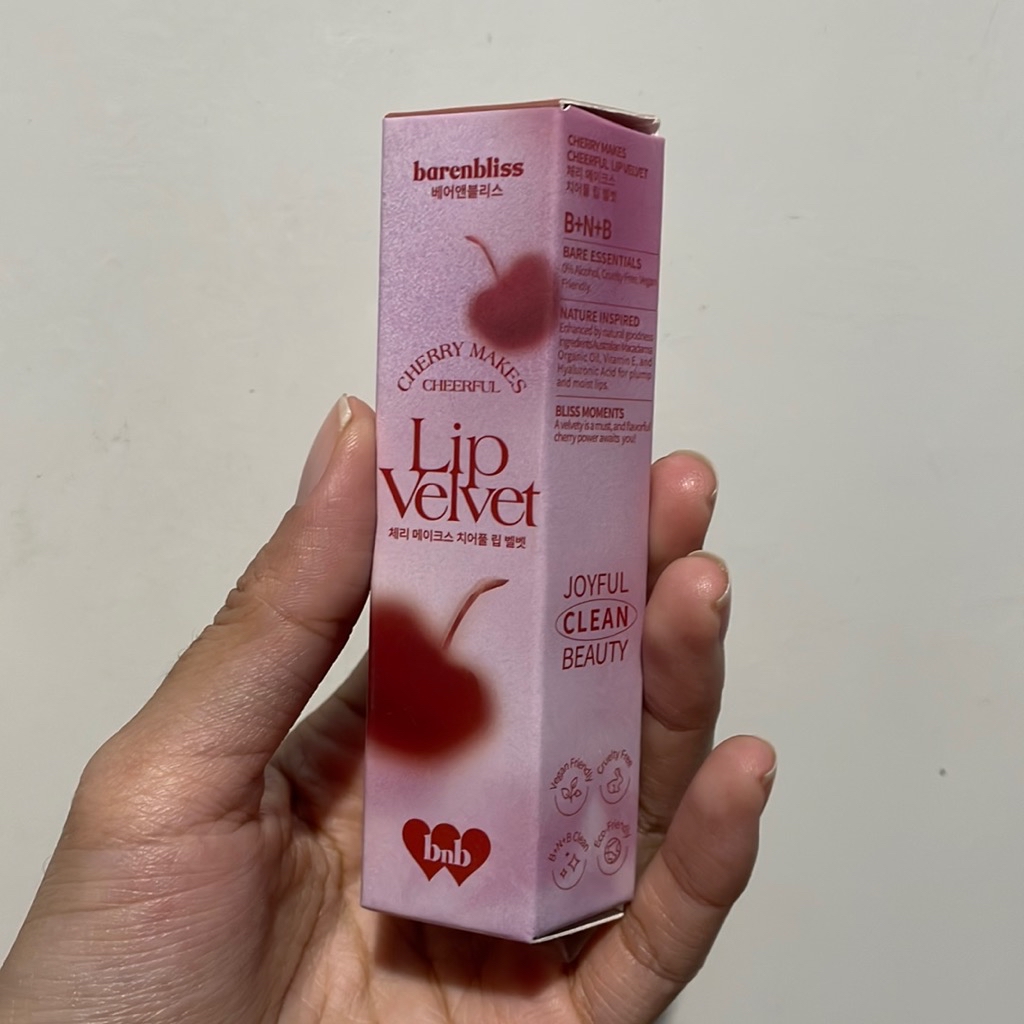 barenbliss
베어앤블리스
CHERRY MAKES
CHEERFUL
Lip
Velvet
체리 메이크스 치어풀 립 벨벳
bnb
CHERRY MAKES
CHEERFUL LIP VELVET
체리 메이크스
치어풀 립 벨벳
B+N+B
BARE ESSENTIALS
0% Alcohol, Cruelty-Free, Vegan
Friendly.
NATURE INSPIRED
Enhanced by natural goodness
ingredients Australian Macadamia
Organic Oil, Vitamin E, and
Hyaluronic Acid for plump
and moist lips.
BLISS MOMENTS
A velvety is a must, and flavorful
cherry power awaits you!
JOYFUL
CLEAN
BEAUTY
Vegan Friendly
Cruelty Free
B+N+B Clean
Eco-Friendly